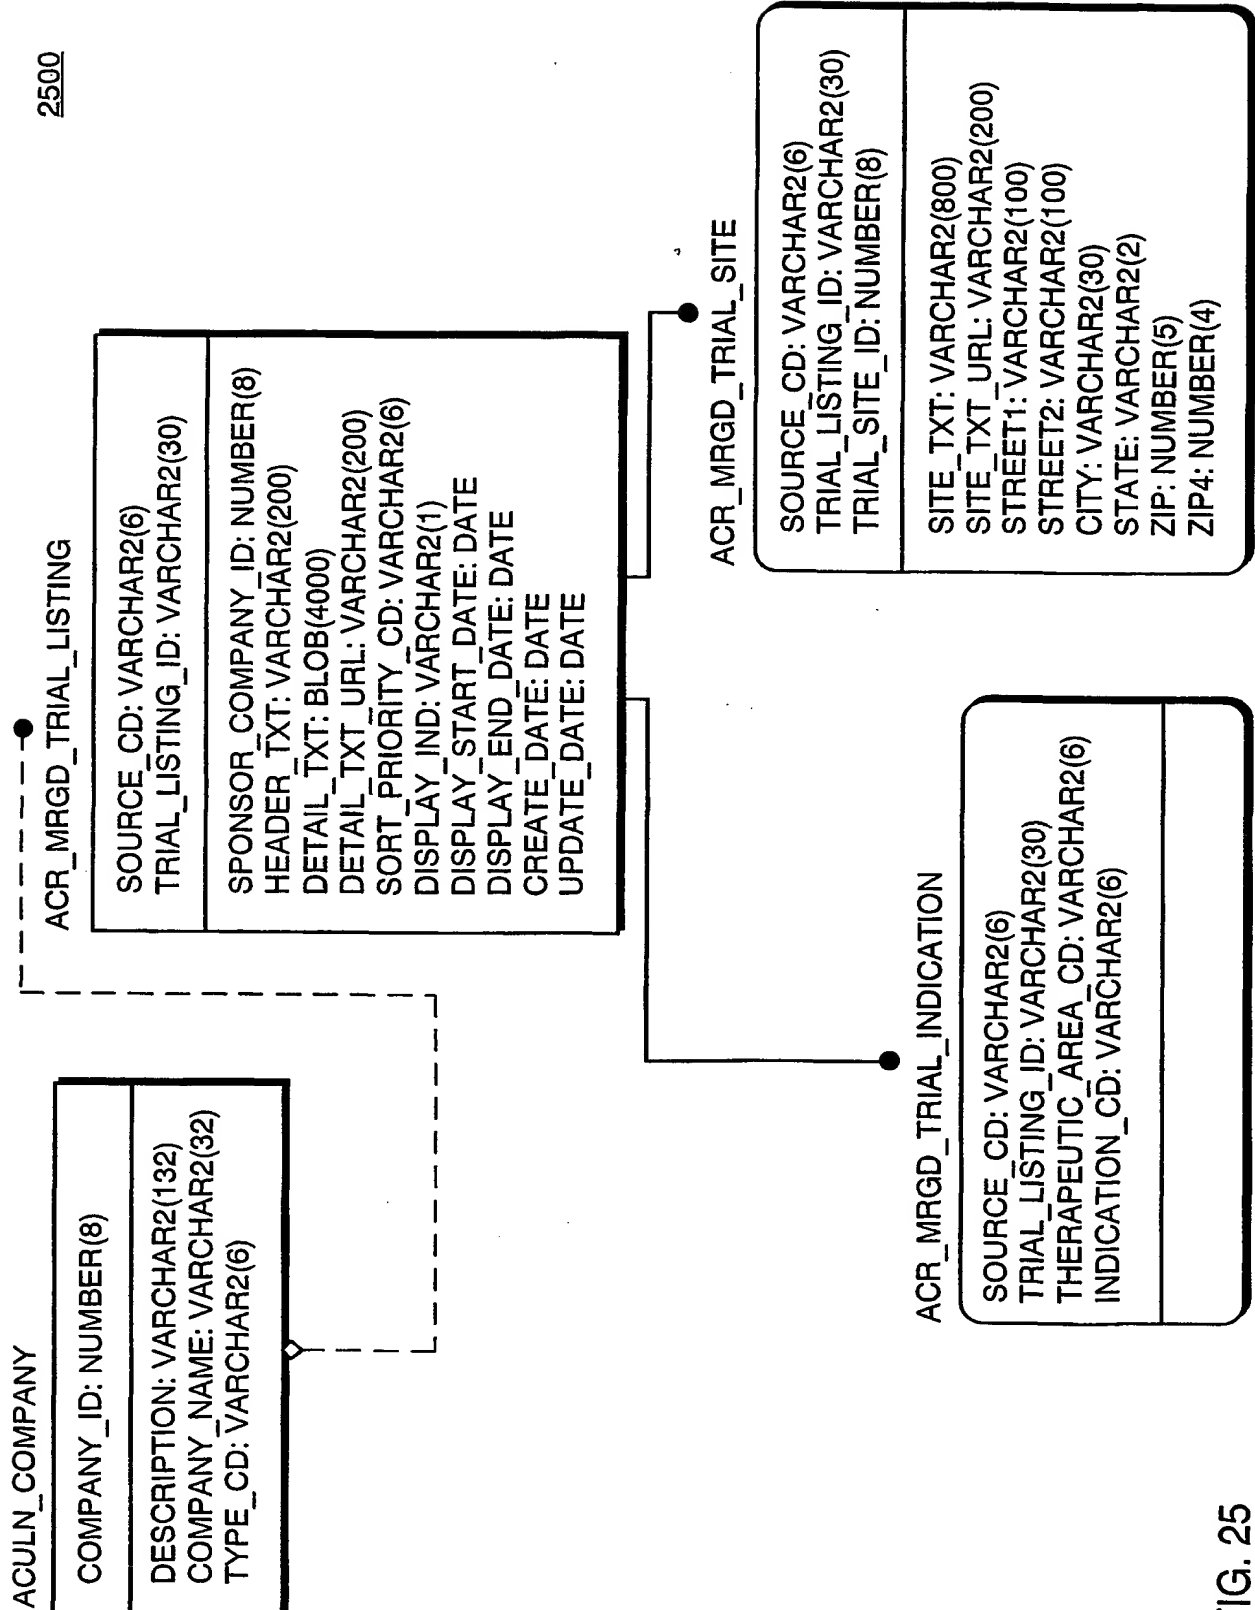 2500
ACULN_COMPANY
COMPANY_ID: NUMBER(8)
DESCRIPTION: VARCHAR2(132)
COMPANY_NAME: VARCHAR2(32)
TYPE_CD: VARCHAR2(6)
ACR_MRGD_TRIAL_LISTING
SOURCE_CD: VARCHAR2(6)
TRIAL_LISTING_ID: VARCHAR2(30)
SPONSOR_COMPANY_ID: NUMBER(8)
HEADER_TXT: VARCHAR2(200)
DETAIL_TXT: BLOB(4000)
DETAIL_TXT_URL: VARCHAR2(200)
SORT_PRIORITY_CD: VARCHAR2(6)
DISPLAY_IND: VARCHAR2(1)
DISPLAY_START_DATE: DATE
DISPLAY_END_DATE: DATE
CREATE_DATE: DATE
UPDATE_DATE: DATE
ACR_MRGD_TRIAL_INDICATION
SOURCE_CD: VARCHAR2(6)
TRIAL_LISTING_ID: VARCHAR2(30)
THERAPEUTIC_AREA_CD: VARCHAR2(6)
INDICATION_CD: VARCHAR2(6)
ACR_MRGD_TRIAL_SITE
SOURCE_CD: VARCHAR2(6)
TRIAL_LISTING_ID: VARCHAR2(30)
TRIAL_SITE_ID: NUMBER(8)
SITE_TXT: VARCHAR2(800)
SITE_TXT_URL: VARCHAR2(200)
STREET1: VARCHAR2(100)
STREET2: VARCHAR2(100)
CITY: VARCHAR2(30)
STATE: VARCHAR2(2)
ZIP: NUMBER(5)
ZIP4: NUMBER(4)
IG. 25